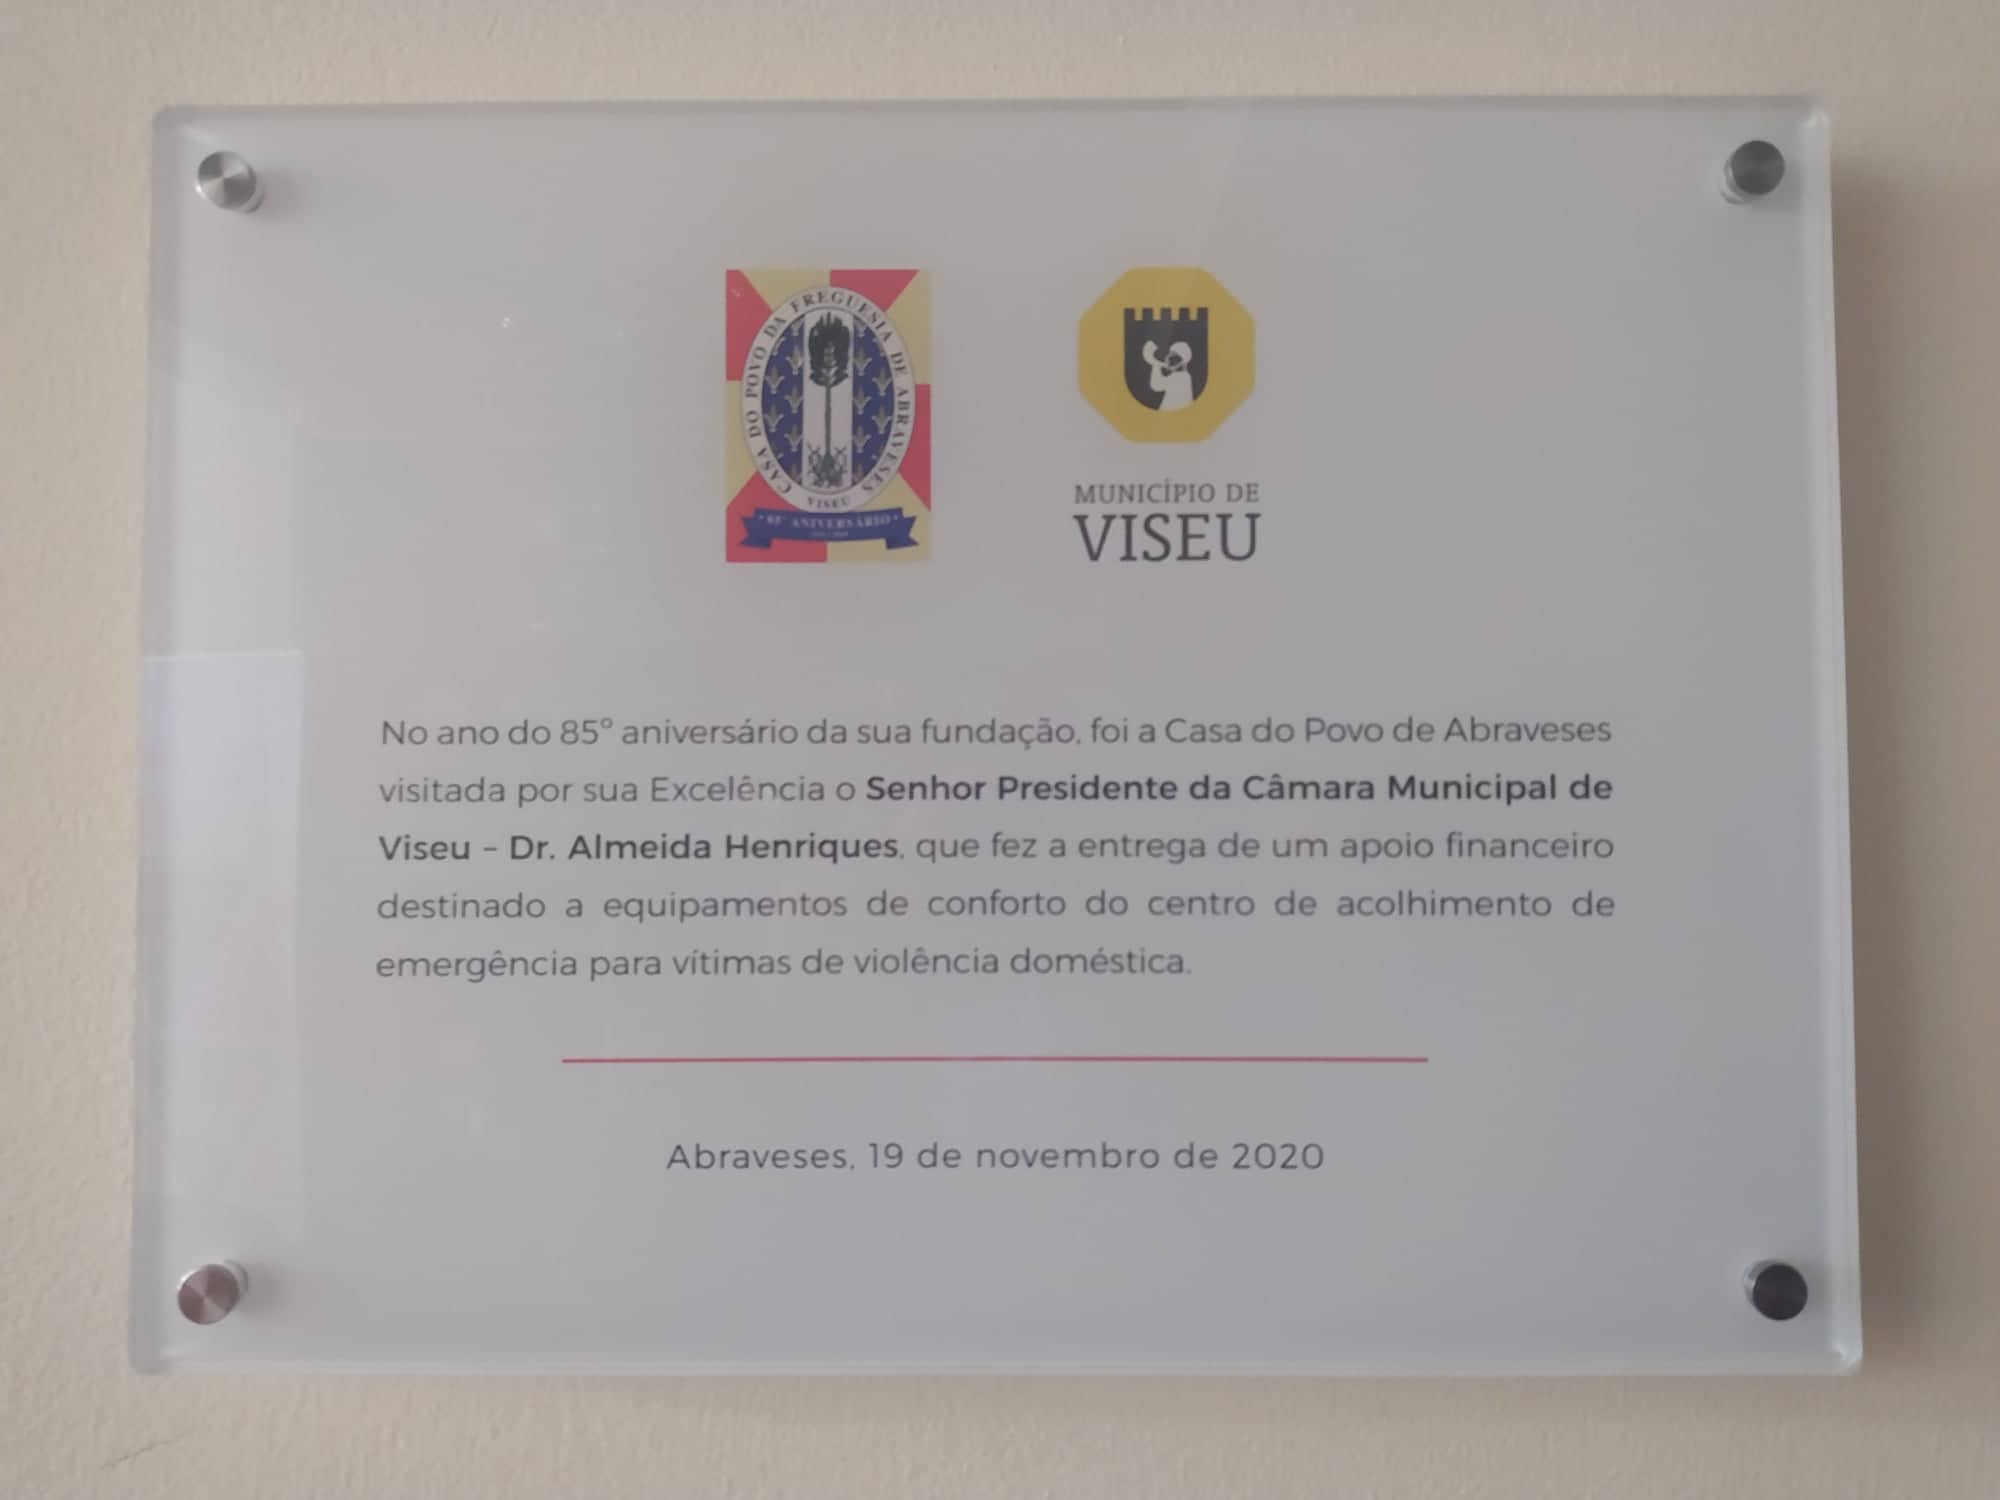 CASA DO POVO DA FREGUESIA DE ABRAVESES
VISEU
85º ANIVERSÁRIO
MUNICÍPIO DE
VISEU
No ano do 85º aniversário da sua fundação, foi a Casa do Povo de Abraveses
visitada por sua Excelência o Senhor Presidente da Câmara Municipal de
Viseu – Dr. Almeida Henriques, que fez a entrega de um apoio financeiro
destinado a equipamentos de conforto do centro de acolhimento de
emergência para vítimas de violência doméstica.
Abraveses, 19 de novembro de 2020